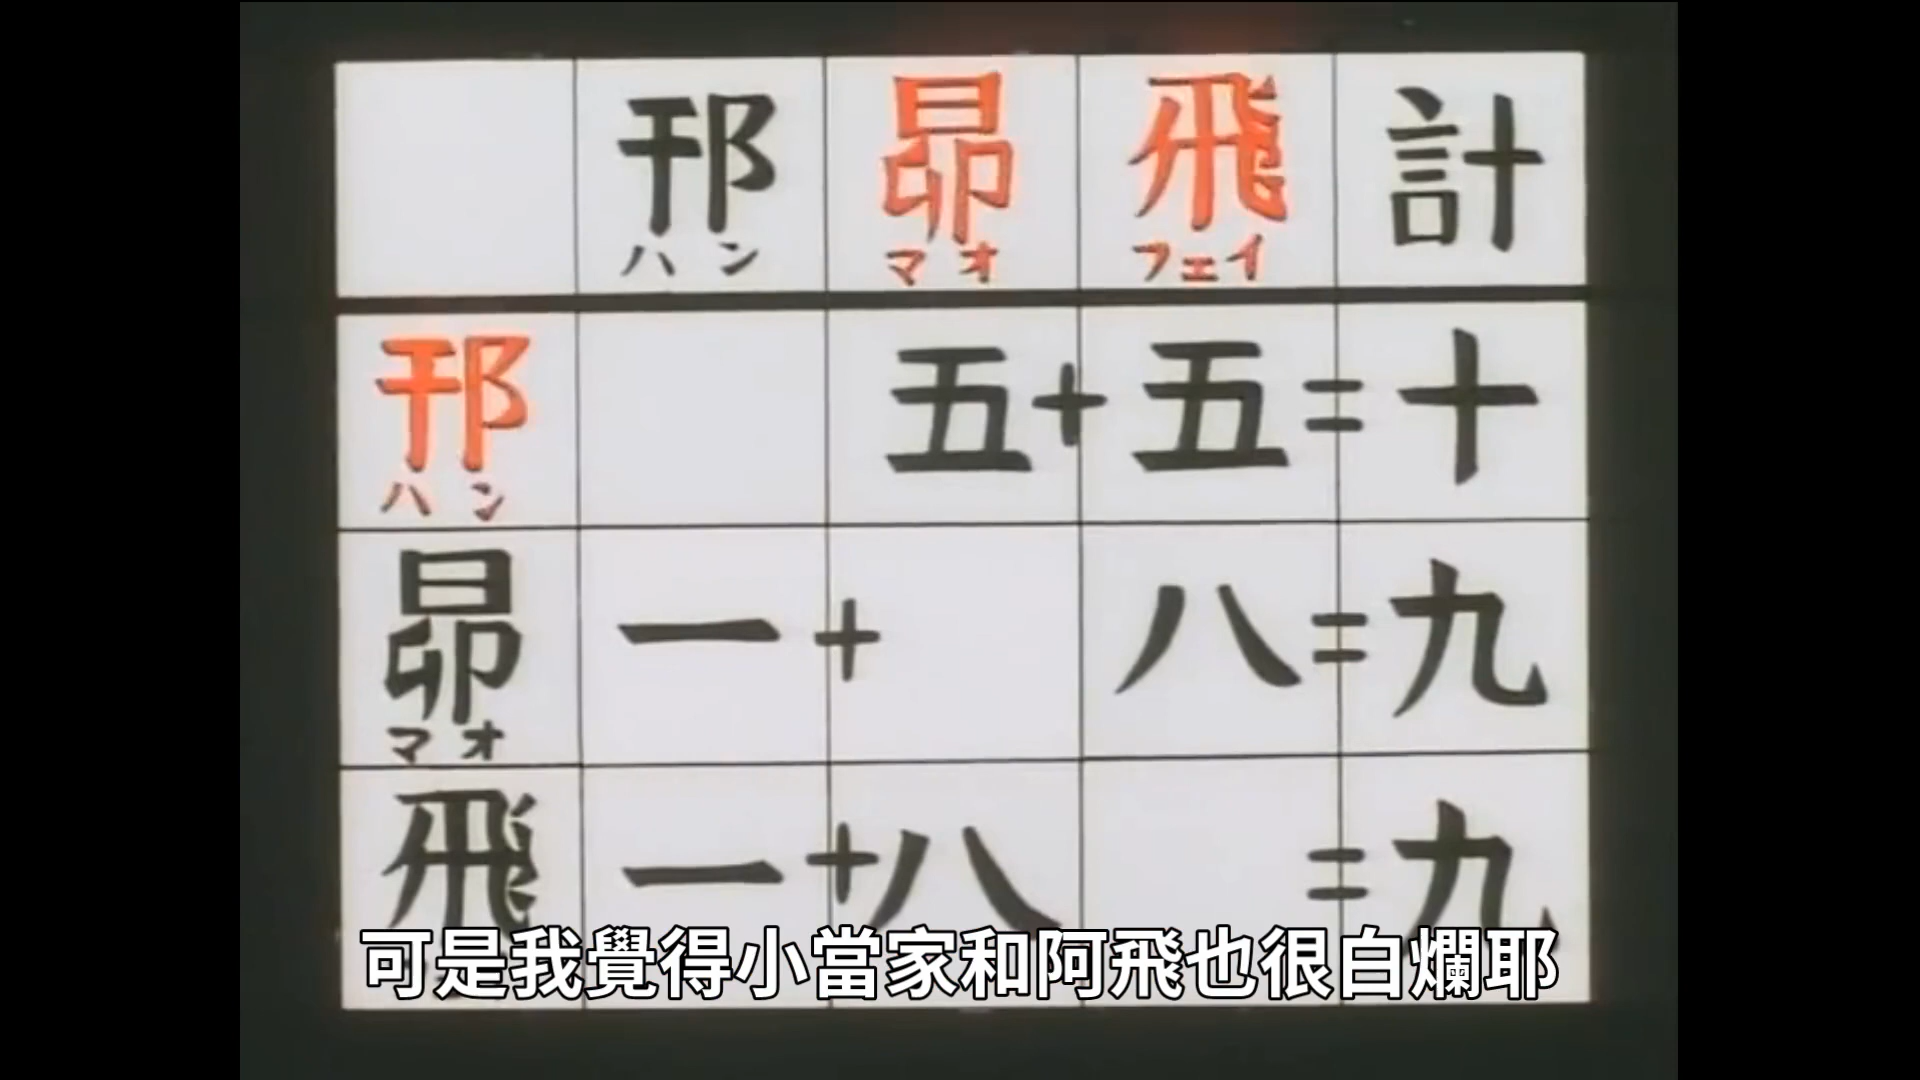 邗 昴 飛 計
ハン マオ フェイ
邗 五+五=十
ハン
昴 一+ 八=九
マオ
飛 一+八 =九
可是我覺得小當家和阿飛也很白爛耶